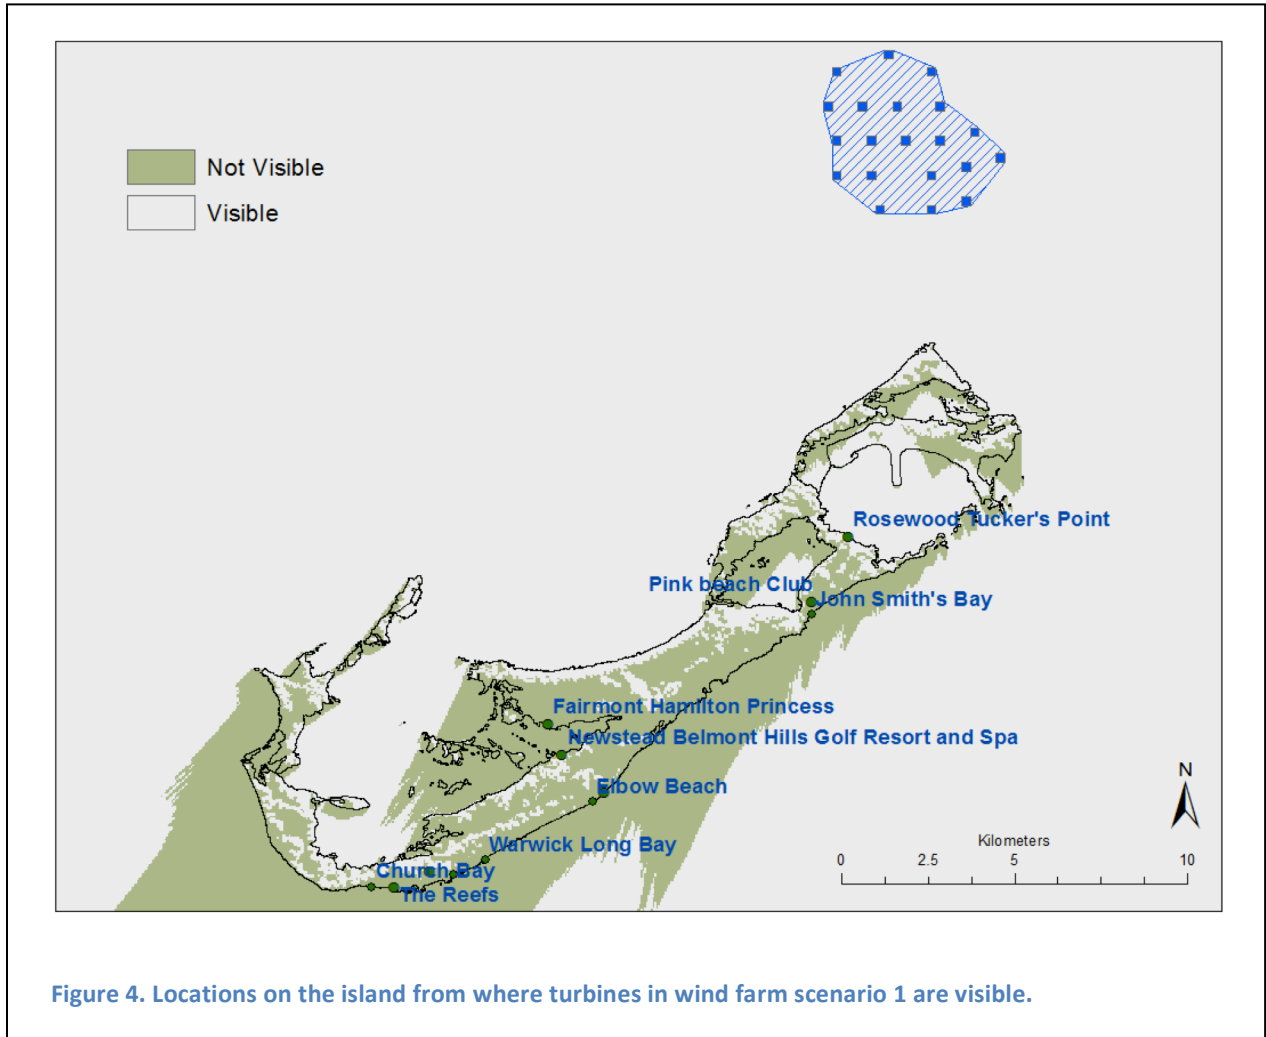 Not Visible
Visible
Rosewood Tucker's Point
Pink beach Club
John Smith's Bay
Fairmont Hamilton Princess
Newstead Belmont Hills Golf Resort and Spa
Elbow Beach
Warwick Long Bay
Church Bay
The Reefs
N
Kilometers
0 2.5 5 10
Figure 4. Locations on the island from where turbines in wind farm scenario 1 are visible.